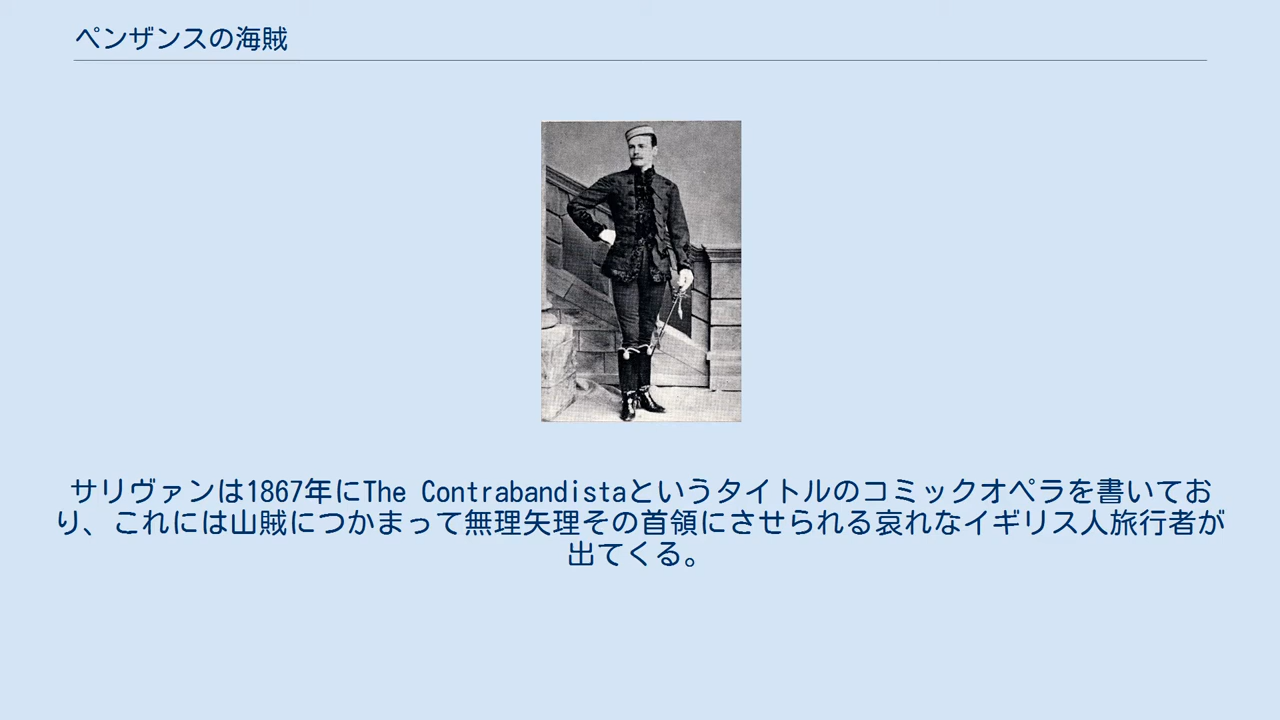 ペンザンスの海賊
サリヴァンは1867年にThe Contrabandistaというタイトルのコミックオペラを書いてお
り、これには山賊につかまって無理矢理その首領にさせられる哀れなイギリス人旅行者が
出てくる。